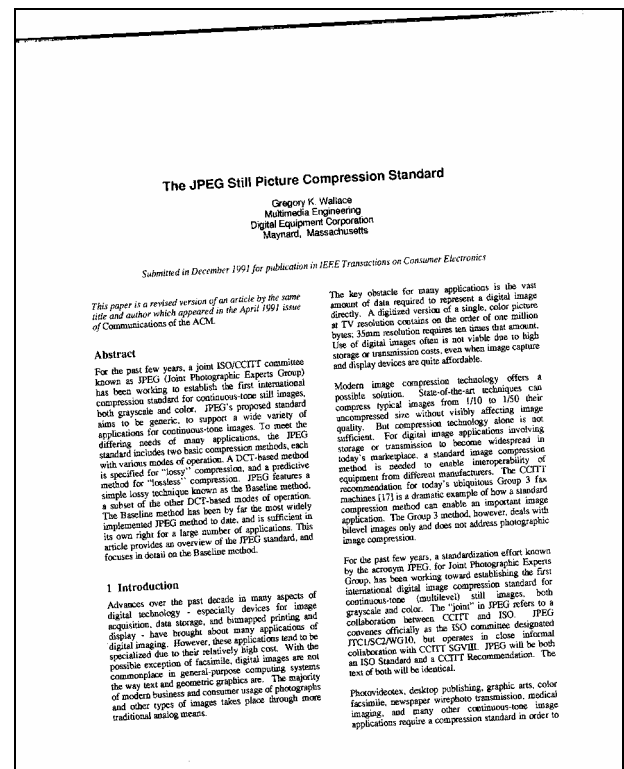 The JPEG Still Picture Compression Standard
Gregory K. Wallace
Multimedia Engineering
Digital Equipment Corporation
Maynard, Massachusetts
Submitted in December 1991 for publication in IEEE Transactions on Consumer Electronics
This paper is a revised version of an article by the same
title and author which appeared in the April 1991 issue
of Communications of the ACM.
Abstract
For the past few years, a joint ISO/CCITT committee
known as JPEG (Joint Photographic Experts Group)
has been working to establish the first international
compression standard for continuous-tone still images,
both grayscale and color. JPEG's proposed standard
aims to be generic, to support a wide variety of
applications for continuous-tone images. To meet the
differing needs of many applications, the JPEG
standard includes two basic compression methods, each
with various modes of operation. A DCT-based method
is specified for "lossy" compression, and a predictive
method for "lossless" compression. JPEG features a
simple lossy technique known as the Baseline method,
a subset of the other DCT-based modes of operation.
The Baseline method has been by far the most widely
implemented JPEG method to date, and is sufficient in
its own right for a large number of applications. This
article provides an overview of the JPEG standard, and
focuses in detail on the Baseline method.
1 Introduction
Advances over the past decade in many aspects of
digital technology - especially devices for image
acquisition, data storage, and bitmapped printing and
display - have brought about many applications of
digital imaging. However, these applications tend to be
specialized due to their relatively high cost. With the
possible exception of facsimile, digital images are not
commonplace in general-purpose computing systems
the way text and geometric graphics are. The majority
of modern business and consumer usage of photographs
and other types of images takes place through more
traditional analog means.
The key obstacle for many applications is the vast
amount of data required to represent a digital image
directly. A digitized version of a single, color picture
at TV resolution contains on the order of one million
bytes; 35mm resolution requires ten times that amount.
Use of digital images often is not viable due to high
storage or transmission costs, even when image capture
and display devices are quite affordable.
Modern image compression technology offers a
possible solution. State-of-the-art techniques can
compress typical images from 1/10 to 1/50 their
uncompressed size without visibly affecting image
quality. But compression technology alone is not
sufficient. For digital image applications involving
storage or transmission to become widespread in
today's marketplace, a standard image compression
method is needed to enable interoperability of
equipment from different manufacturers. The CCITT
recommendation for today's ubiquitous Group 3 fax
machines [17] is a dramatic example of how a standard
compression method can enable an important image
application. The Group 3 method, however, deals with
bilevel images only and does not address photographic
image compression.
For the past few years, a standardization effort known
by the acronym JPEG, for Joint Photographic Experts
Group, has been working toward establishing the first
international digital image compression standard for
continuous-tone (multilevel) still images, both
grayscale and color. The "joint" in JPEG refers to a
collaboration between CCITT and ISO. JPEG
convenes officially as the ISO committee designated
JTC1/SC2/WG10, but operates in close informal
collaboration with CCITT SGVIII. JPEG will be both
an ISO Standard and a CCITT Recommendation. The
text of both will be identical.
Photovideotex, desktop publishing, graphic arts, color
facsimile, newspaper wirephoto transmission, medical
imaging, and many other continuous-tone image
applications require a compression standard in order to